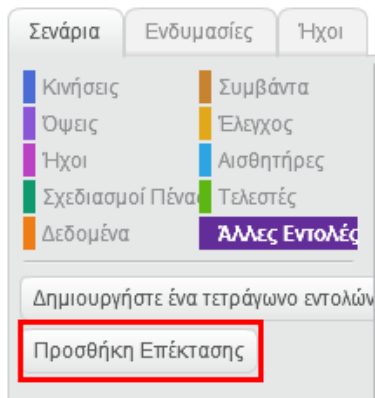 Σενάρια Ενδυμασίες Ήχοι
Κινήσεις Συμβάντα
Όψεις Έλεγχος
Ήχοι Αισθητήρες
Σχεδιασμοί Πένα Τελεστές
Δεδομένα Άλλες Εντολές
Δημιουργήστε ένα τετράγωνο εντολών
Προσθήκη Επέκτασης